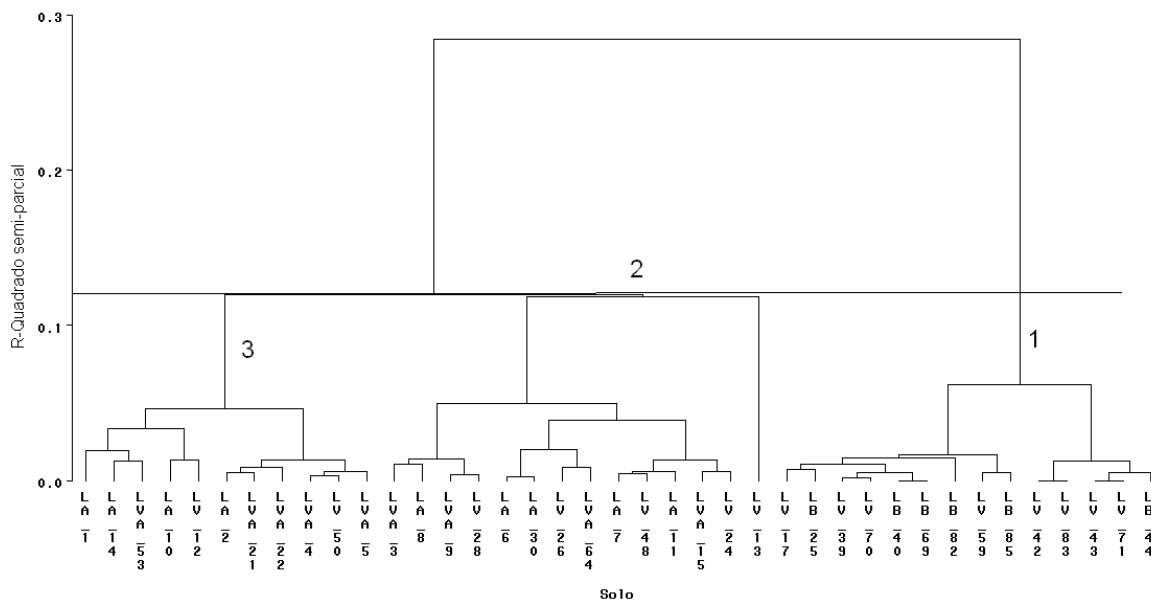 0.3
0.2
0.1
0.0
R-Quadrado semi-parcial
2
3
1
LA_1
LA_14
LVA_53
LA_10
LV_12
LA_2
LVA_21
LVA_22
LVA_4
LV_50
LVA_5
LVA_3
LA_8
LVA_9
LV_28
LA_6
LA_30
LV_26
LVA_64
LA_7
LV_48
LA_11
LVA_15
LV_24
LV_13
LV_17
LB_25
LV_39
LV_70
LB_40
LB_69
LB_82
LV_59
LB_85
LV_42
LV_83
LV_43
LV_71
LB_44
Solo